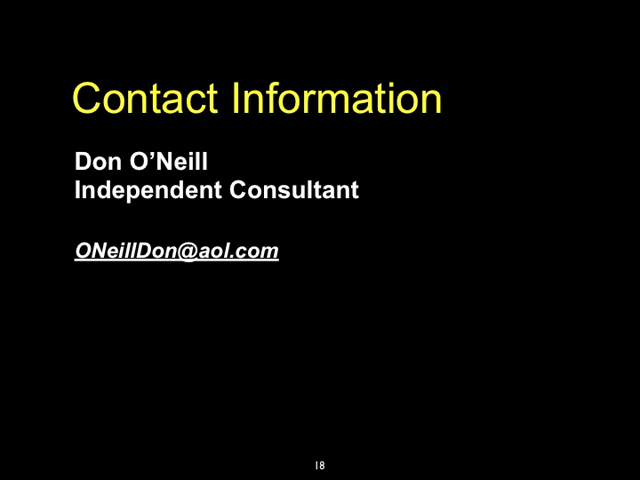 Contact Information
Don O’Neill
Independent Consultant
ONeillDon@aol.com
18